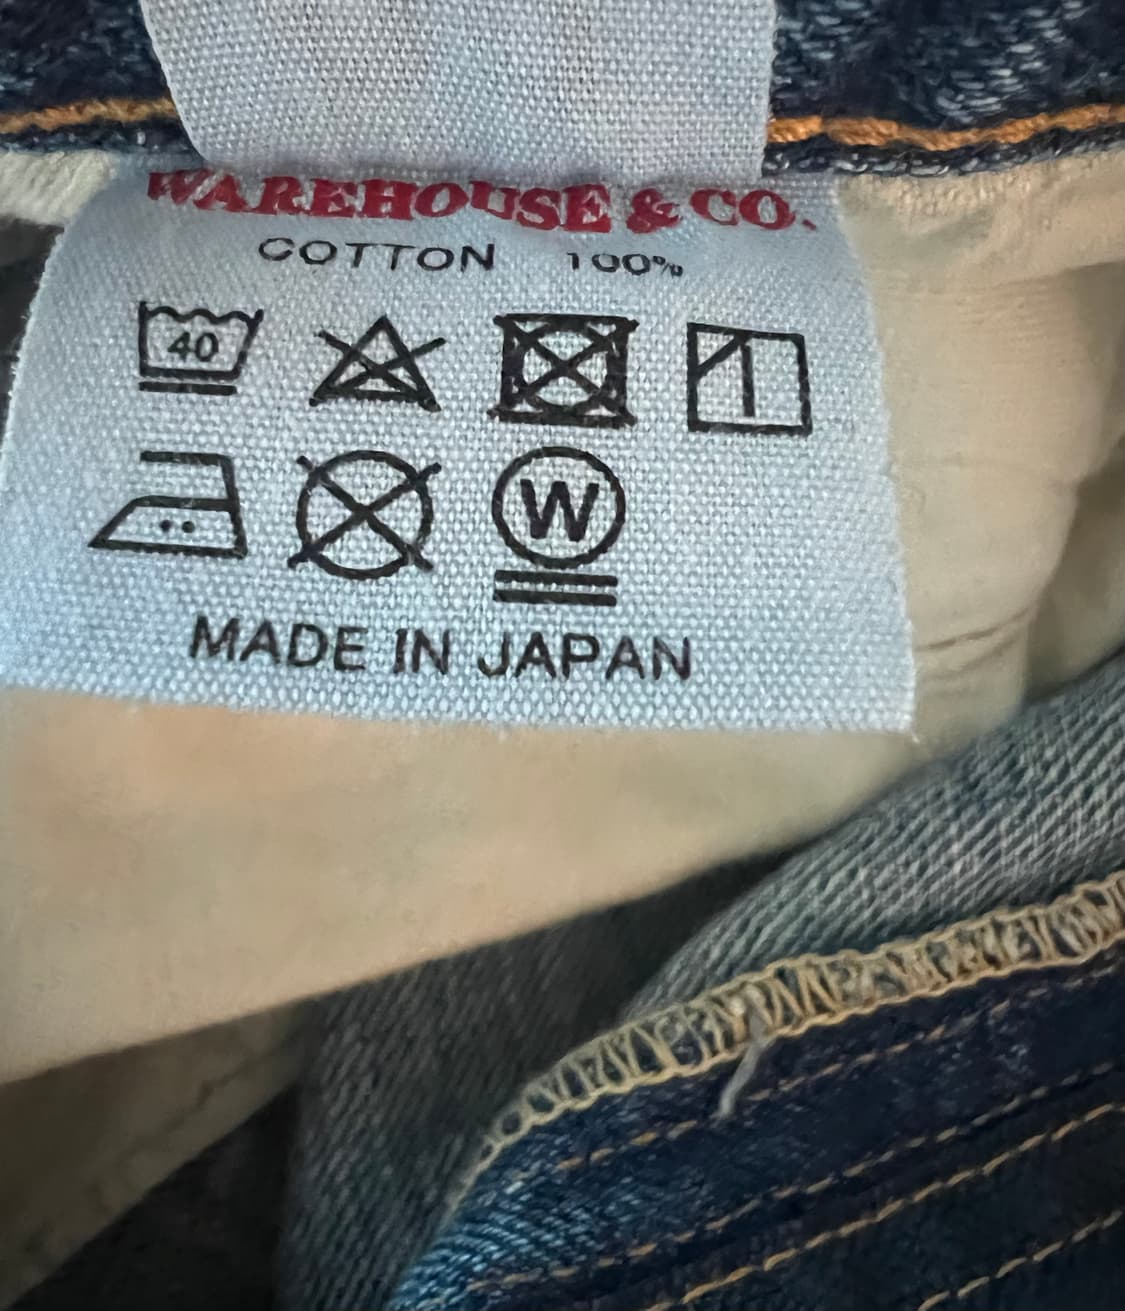 WAREHOUSE & CO.
COTTON 100%
40
W
MADE IN JAPAN